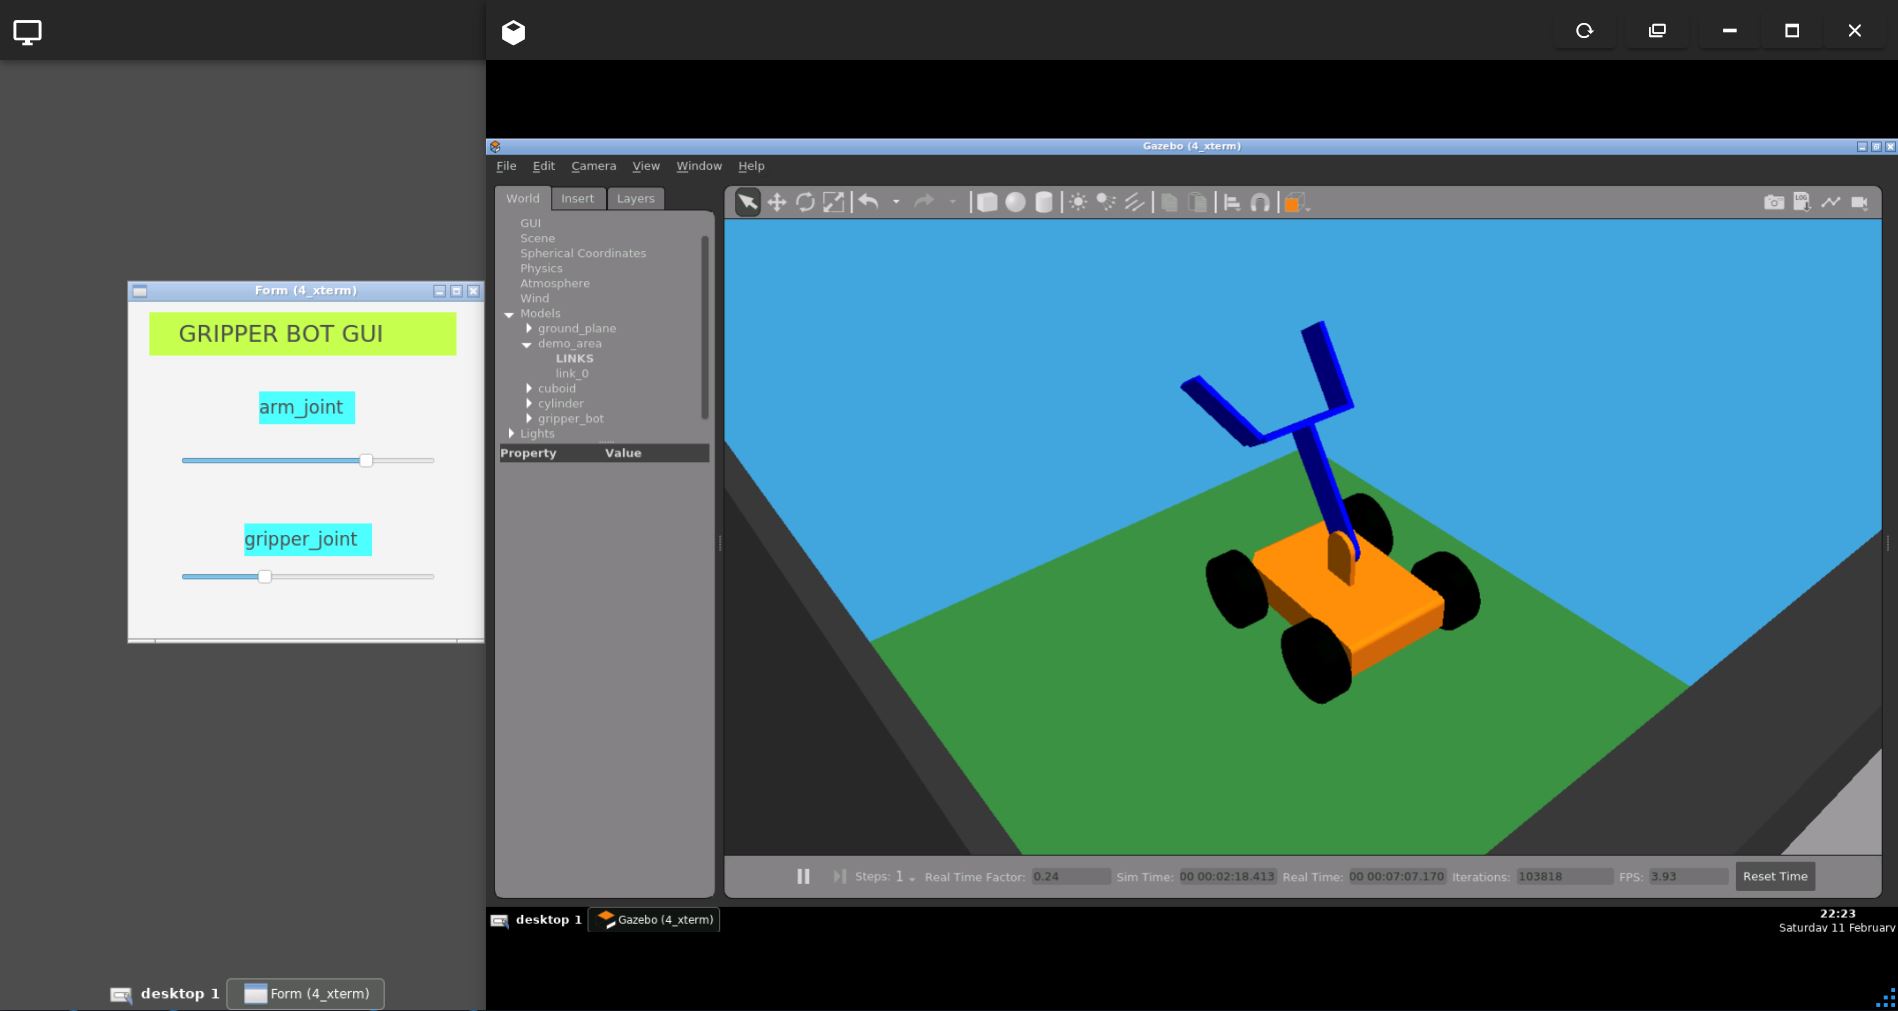 Form (4_xterm)
GRIPPER BOT GUI
arm_joint
gripper_joint
desktop 1
Form (4_xterm)
Gazebo (4_xterm)
File Edit Camera View Window Help
World Insert Layers
GUI
Scene
Spherical Coordinates
Physics
Atmosphere
Wind
Models
ground_plane
demo_area
LINKS
link_0
cuboid
cylinder
gripper_bot
Lights
Property Value
LOG
Steps: 1 Real Time Factor: 0.24 Sim Time: 00 00:02:18.413 Real Time: 00 00:07:07.170 Iterations: 103818 FPS: 3.93 Reset Time
desktop 1 Gazebo (4_xterm)
22:23
Saturday 11 February